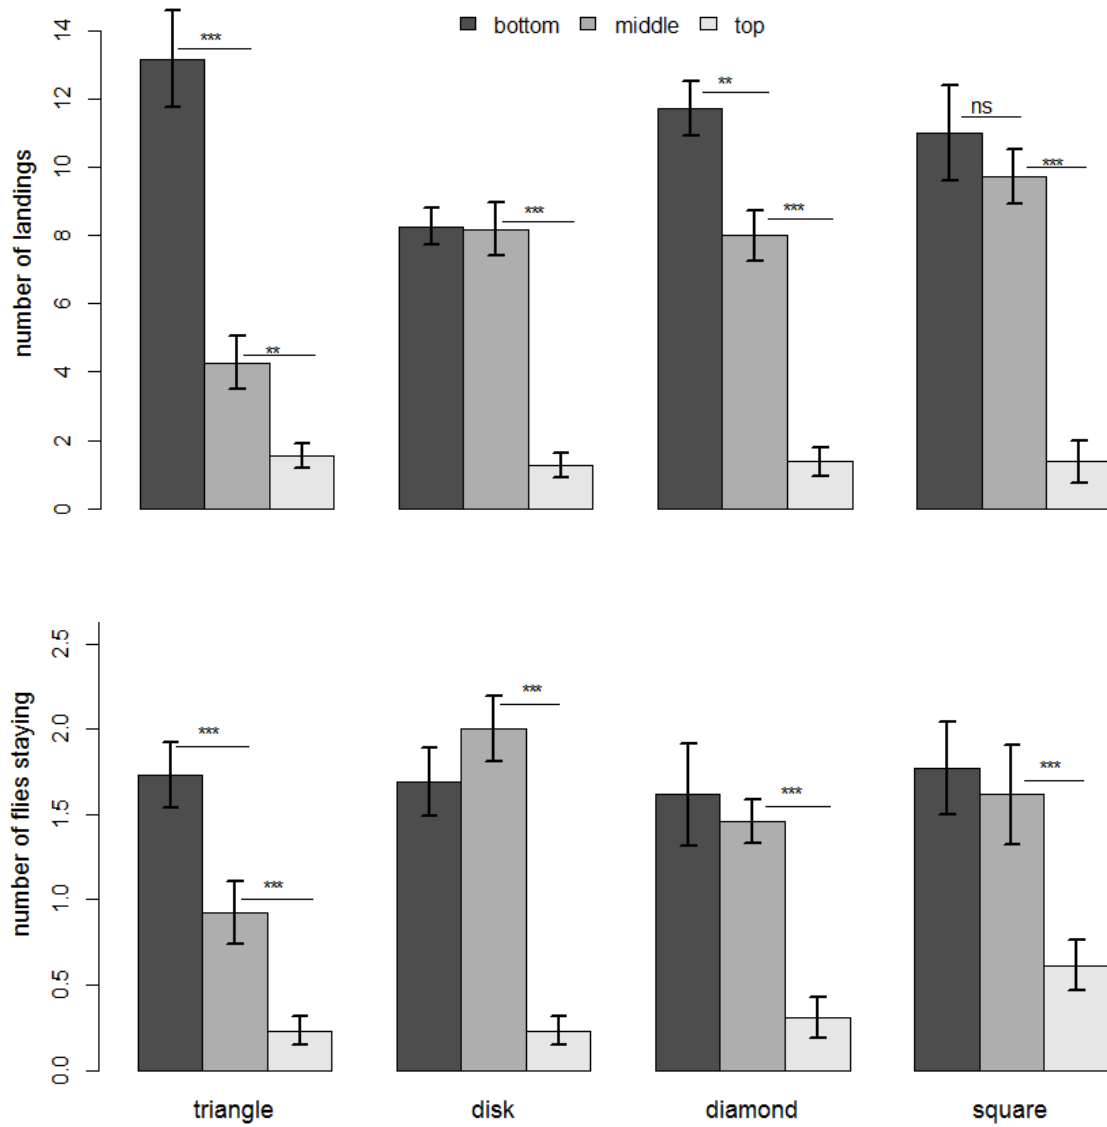 bottom middle top
number of landings
14
12
10
8
6
4
2
0
*** ** *** ** *** ns ***
number of flies staying
2.5
2.0
1.5
1.0
0.5
0.0
*** *** *** *** ***
triangle disk diamond square